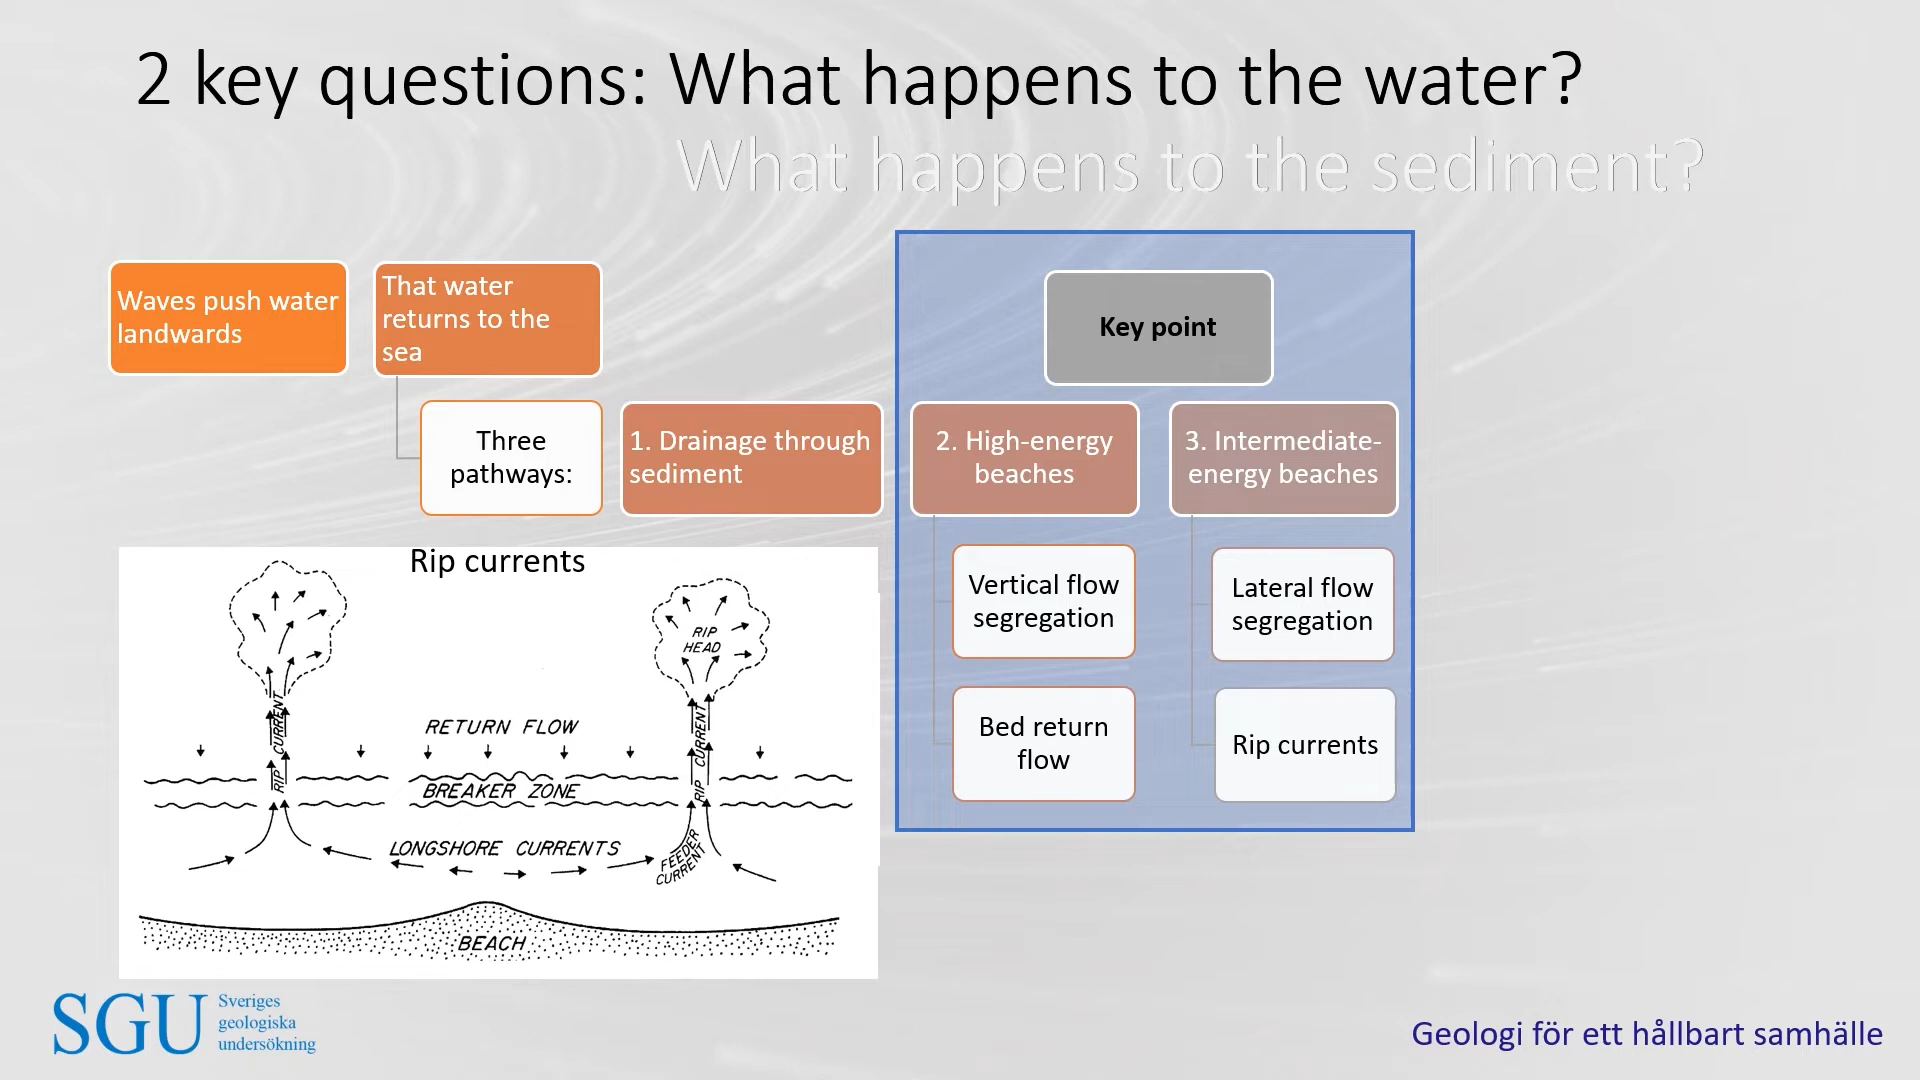 2 key questions: What happens to the water?
What happens to the sediment?
Waves push water
landwards
That water
returns to the
sea
Three
pathways:
1. Drainage through
sediment
Key point
2. High-energy
beaches
Vertical flow
segregation
Bed return
flow
3. Intermediate-
energy beaches
Lateral flow
segregation
Rip currents
Rip currents
RIP
HEAD
RIP CURRENT
RETURN FLOW
RIP CURRENT
BREAKER ZONE
LONGSHORE CURRENTS
FEEDER
CURRENT
BEACH
SGU
Sveriges
geologiska
undersökning
Geologi för ett hållbart samhälle